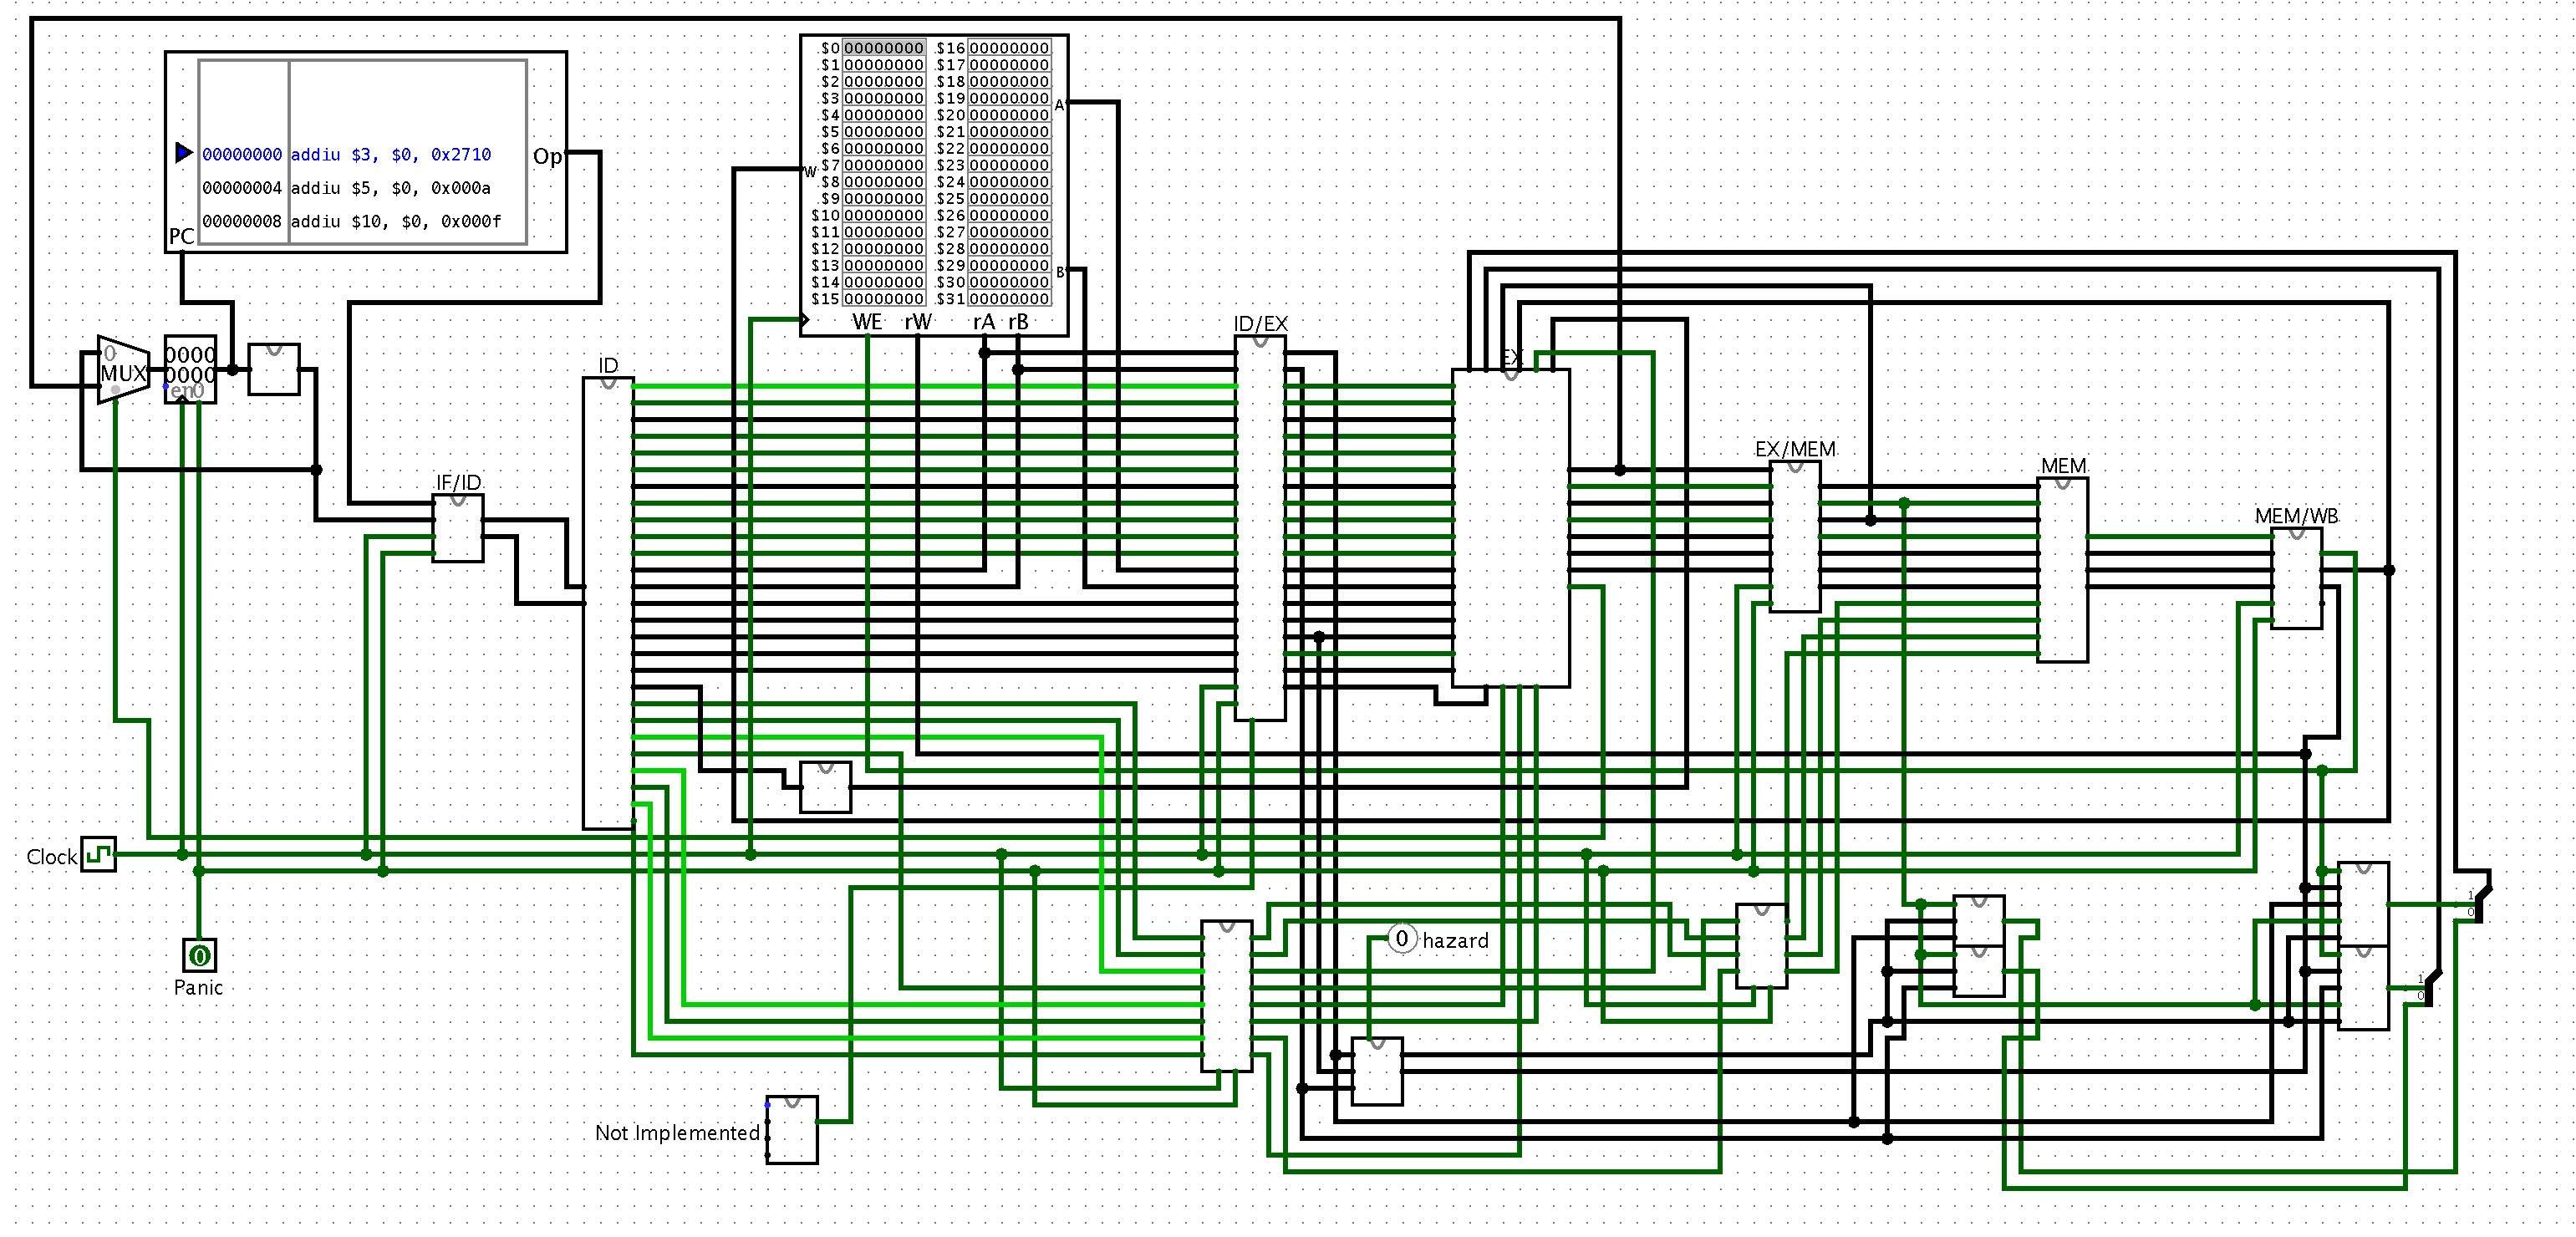 00000000 addiu $3, $0, 0x2710
00000004 addiu $5, $0, 0x000a
00000008 addiu $10, $0, 0x000f
Op
PC
$0 00000000 $16 00000000
$1 00000000 $17 00000000
$2 00000000 $18 00000000
$3 00000000 $19 00000000
$4 00000000 $20 00000000
$5 00000000 $21 00000000
$6 00000000 $22 00000000
$7 00000000 $23 00000000
$8 00000000 $24 00000000
$9 00000000 $25 00000000
$10 00000000 $26 00000000
$11 00000000 $27 00000000
$12 00000000 $28 00000000
$13 00000000 $29 00000000
$14 00000000 $30 00000000
$15 00000000 $31 00000000
W
A
B
WE rW rA rB
0
MUX
0000
0000
en0
IF/ID
ID
ID/EX
EX
EX/MEM
MEM
MEM/WB
Clock
0
Panic
0 hazard
Not Implemented
1
0
1
0